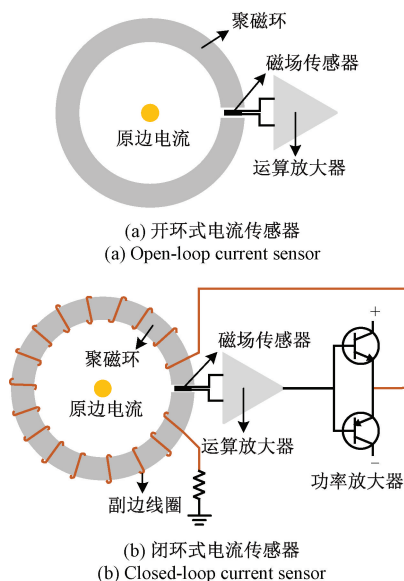 聚磁环
磁场传感器
原边电流
运算放大器
(a) 开环式电流传感器
(a) Open-loop current sensor
聚磁环
磁场传感器
+
原边电流
运算放大器
−
功率放大器
副边线圈
(b) 闭环式电流传感器
(b) Closed-loop current sensor